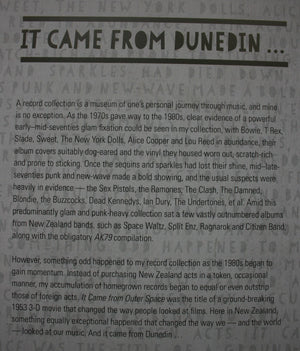 IT CAME FROM DUNEDIN ...
A record collection is a museum of one's personal journey through music, and mine
is no exception. As the 1970s gave way to the 1980s, clear evidence of a powerful
early–mid-seventies glam fixation could be seen in my collection, with Bowie, T Rex,
Slade, Sweet, The New York Dolls, Alice Cooper and Lou Reed in abundance, their
album covers suitably dog-eared and the vinyl they housed worn out, scratch-rich
and prone to sticking. Once the sequins and sparkles had lost their shine, mid–late-
seventies punk and new-wave made a bold showing, and the usual suspects were
heavily in evidence — the Sex Pistols, the Ramones, The Clash, The Damned,
Blondie, the Buzzcocks, Dead Kennedys, Ian Dury, The Undertones, et al. Amid this
predominantly glam and punk-heavy collection sat a few vastly outnumbered albums
from New Zealand bands, such as Space Waltz, Split Enz, Ragnarok and Citizen Band,
along with the obligatory AK79 compilation.
However, something odd happened to my record collection as the 1980s began to
gain momentum. Instead of purchasing New Zealand acts in a token, occasional
manner, my accumulation of homegrown records began to equal or even outstrip
those of foreign acts. It Came from Outer Space was the title of a ground-breaking
1953 3-D movie that changed the way people looked at films. Here in New Zealand,
something equally exceptional happened that changed the way we — and the world
— looked at our music. And it came from Dunedin ...